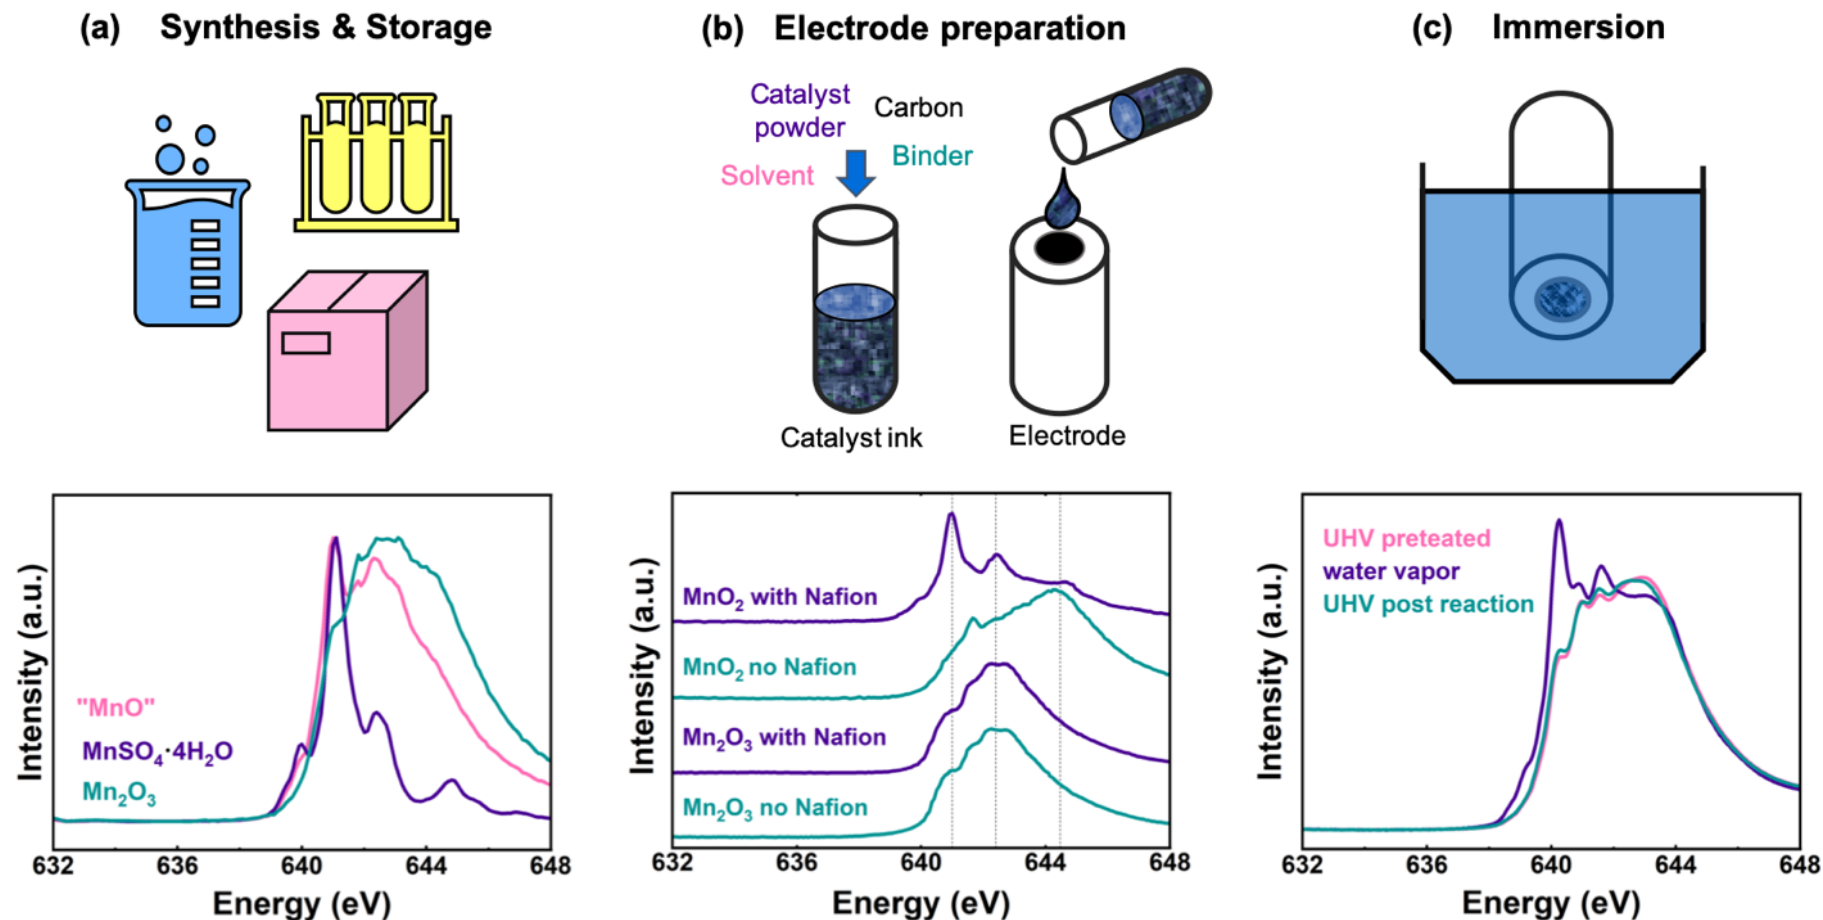 (a) Synthesis & Storage
(b) Electrode preparation
Catalyst
powder
Carbon
Binder
Solvent
Catalyst ink
Electrode
(c) Immersion
Intensity (a.u.)
"MnO"
MnSO₄·4H₂O
Mn₂O₃
632 636 640 644 648
Energy (eV)
Intensity (a.u.)
MnO₂ with Nafion
MnO₂ no Nafion
Mn₂O₃ with Nafion
Mn₂O₃ no Nafion
632 636 640 644 648
Energy (eV)
Intensity (a.u.)
UHV preteated
water vapor
UHV post reaction
632 636 640 644 648
Energy (eV)